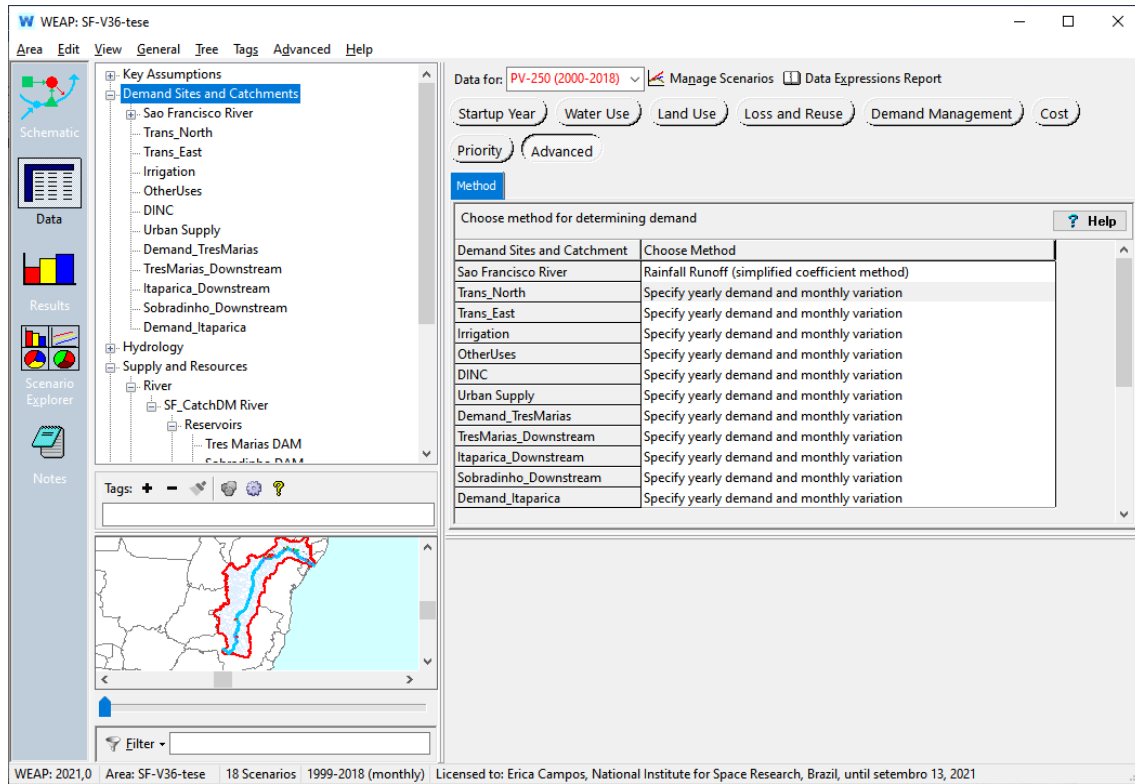 WEAP: SF-V36-tese
Area Edit View General Tree Tags Advanced Help
Schematic
Data
Results
Scenario
Explorer
Notes
Key Assumptions
Demand Sites and Catchments
Sao Francisco River
Trans_North
Trans_East
Irrigation
OtherUses
DINC
Urban Supply
Demand_TresMarias
TresMarias_Downstream
Itaparica_Downstream
Sobradinho_Downstream
Demand_Itaparica
Hydrology
Supply and Resources
River
SF_CatchDM River
Reservoirs
Tres Marias DAM
Sobradinho DAM
Tags:
Filter
Data for: PV-250 (2000-2018) Manage Scenarios Data Expressions Report
Startup Year Water Use Land Use Loss and Reuse Demand Management Cost
Priority Advanced
Method
Choose method for determining demand ? Help
Demand Sites and Catchment Choose Method
Sao Francisco River Rainfall Runoff (simplified coefficient method)
Trans_North Specify yearly demand and monthly variation
Trans_East Specify yearly demand and monthly variation
Irrigation Specify yearly demand and monthly variation
OtherUses Specify yearly demand and monthly variation
DINC Specify yearly demand and monthly variation
Urban Supply Specify yearly demand and monthly variation
Demand_TresMarias Specify yearly demand and monthly variation
TresMarias_Downstream Specify yearly demand and monthly variation
Itaparica_Downstream Specify yearly demand and monthly variation
Sobradinho_Downstream Specify yearly demand and monthly variation
Demand_Itaparica Specify yearly demand and monthly variation
WEAP: 2021,0 Area: SF-V36-tese 18 Scenarios 1999-2018 (monthly) Licensed to: Erica Campos, National Institute for Space Research, Brazil, until setembro 13, 2021